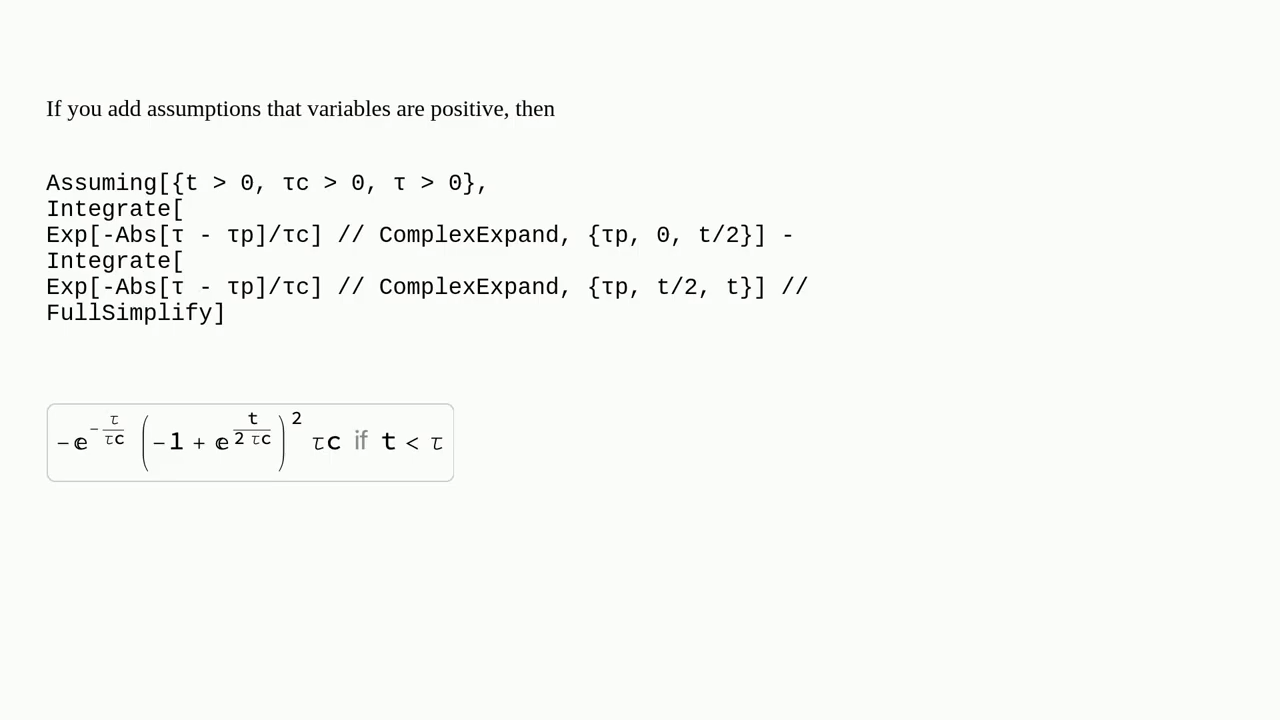 If you add assumptions that variables are positive, then
Assuming[{t > 0, τc > 0, τ > 0},
Integrate[
Exp[-Abs[τ - τp]/τc] // ComplexExpand, {τp, 0, t/2}] -
Integrate[
Exp[-Abs[τ - τp]/τc] // ComplexExpand, {τp, t/2, t}] //
FullSimplify]
-ⅇ^(-τ/τc) (-1 + ⅇ^(t/(2 τc)))^2 τc if t < τ